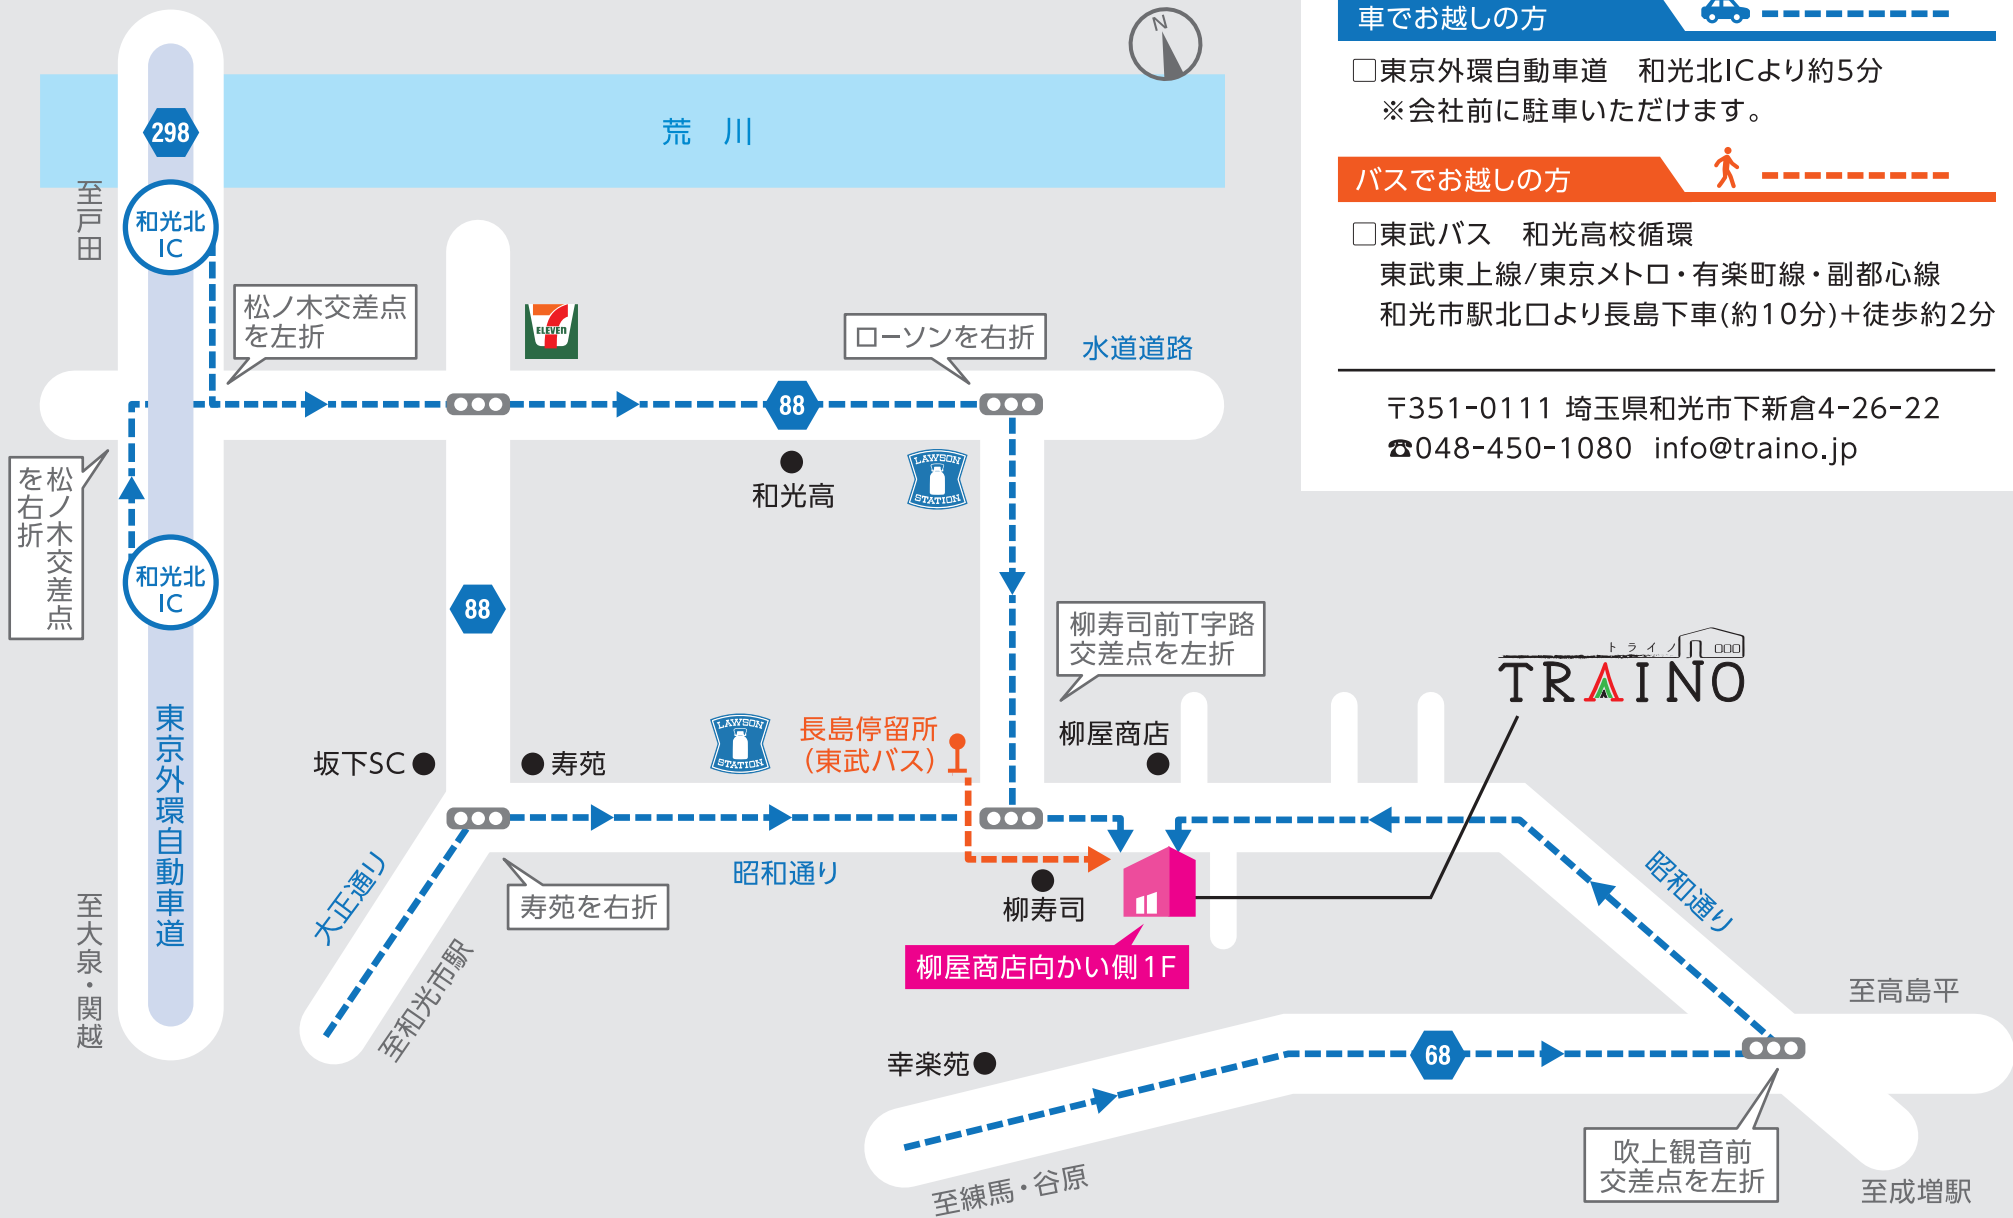 N
荒　川
298
至戸田
和光北
IC
松ノ木交差点
を左折
7
ELEVEn
ローソンを右折
水道道路
88
松ノ木交差点
を右折
和光高
LAWSON
STATION
和光北
IC
88
柳寿司前T字路
交差点を左折
東京外環自動車道
坂下SC
寿苑
LAWSON
STATION
長島停留所
(東武バス)
柳屋商店
トライノ
TRAINO
大正通り
寿苑を右折
昭和通り
柳寿司
柳屋商店向かい側1F
昭和通り
至大泉・関越
至和光市駅
幸楽苑
68
至高島平
至練馬・谷原
吹上観音前
交差点を左折
至成増駅
車でお越しの方
□東京外環自動車道　和光北ICより約5分
※会社前に駐車いただけます。
バスでお越しの方
□東武バス　和光高校循環
東武東上線/東京メトロ・有楽町線・副都心線
和光市駅北口より長島下車(約10分)+徒歩約2分
〒351-0111 埼玉県和光市下新倉4-26-22
☎048-450-1080 info@traino.jp